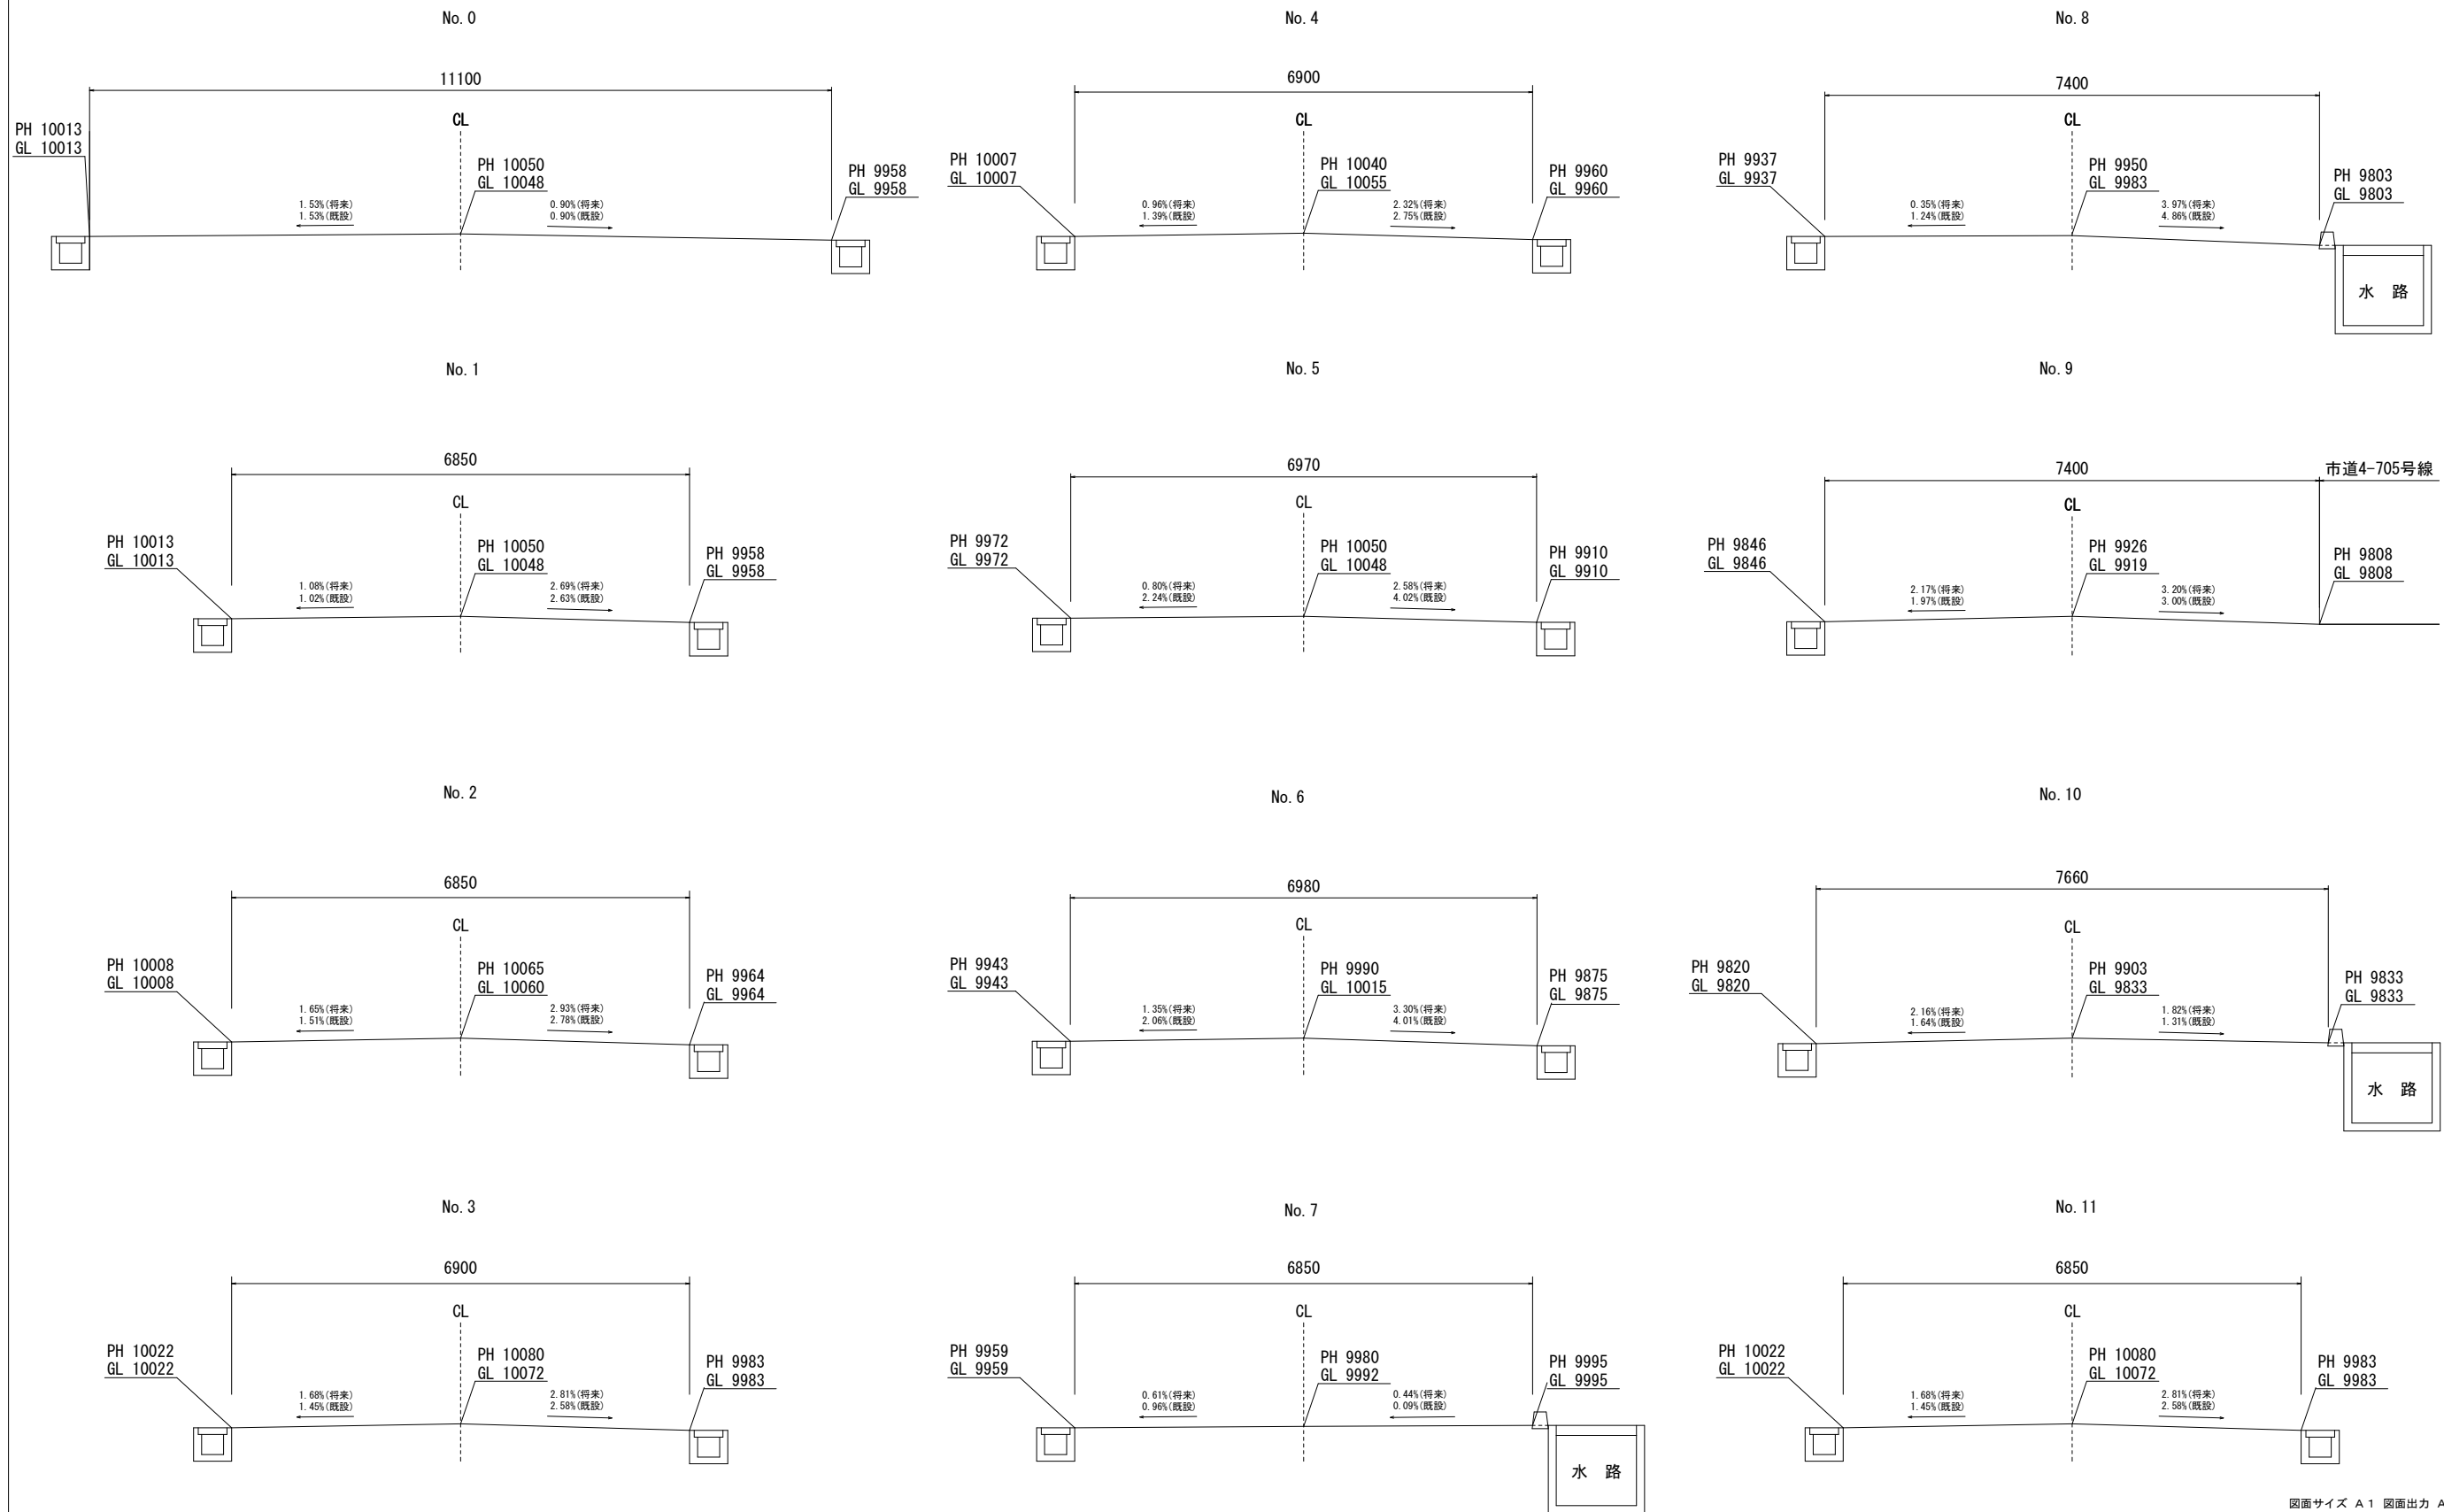 No. 0
11100
CL
PH 10013
GL 10013
PH 10050
GL 10048
PH 9958
GL 9958
1.53%(将来)
1.53%(既設)
0.90%(将来)
0.90%(既設)
No. 4
6900
CL
PH 10007
GL 10007
PH 10040
GL 10055
PH 9960
GL 9960
0.96%(将来)
1.39%(既設)
2.32%(将来)
2.75%(既設)
No. 8
7400
CL
PH 9937
GL 9937
PH 9950
GL 9983
PH 9803
GL 9803
0.35%(将来)
1.24%(既設)
3.97%(将来)
4.86%(既設)
水 路
No. 1
6850
CL
PH 10013
GL 10013
PH 10050
GL 10048
PH 9958
GL 9958
1.08%(将来)
1.02%(既設)
2.69%(将来)
2.63%(既設)
No. 5
6970
CL
PH 9972
GL 9972
PH 10050
GL 10048
PH 9910
GL 9910
0.80%(将来)
2.24%(既設)
2.58%(将来)
4.02%(既設)
No. 9
7400
市道4-705号線
CL
PH 9846
GL 9846
PH 9926
GL 9919
PH 9808
GL 9808
2.17%(将来)
1.97%(既設)
3.20%(将来)
3.00%(既設)
No. 2
6850
CL
PH 10008
GL 10008
PH 10065
GL 10060
PH 9964
GL 9964
1.65%(将来)
1.51%(既設)
2.93%(将来)
2.78%(既設)
No. 6
6980
CL
PH 9943
GL 9943
PH 9990
GL 10015
PH 9875
GL 9875
1.35%(将来)
2.06%(既設)
3.30%(将来)
4.01%(既設)
No. 10
7660
CL
PH 9820
GL 9820
PH 9903
GL 9833
PH 9833
GL 9833
2.16%(将来)
1.64%(既設)
1.82%(将来)
1.31%(既設)
水 路
No. 3
6900
CL
PH 10022
GL 10022
PH 10080
GL 10072
PH 9983
GL 9983
1.68%(将来)
1.45%(既設)
2.81%(将来)
2.58%(既設)
No. 7
6850
CL
PH 9959
GL 9959
PH 9980
GL 9992
PH 9995
GL 9995
0.61%(将来)
0.96%(既設)
0.44%(将来)
0.09%(既設)
水 路
No. 11
6850
CL
PH 10022
GL 10022
PH 10080
GL 10072
PH 9983
GL 9983
1.68%(将来)
1.45%(既設)
2.81%(将来)
2.58%(既設)
図面サイズ A1 図面出力